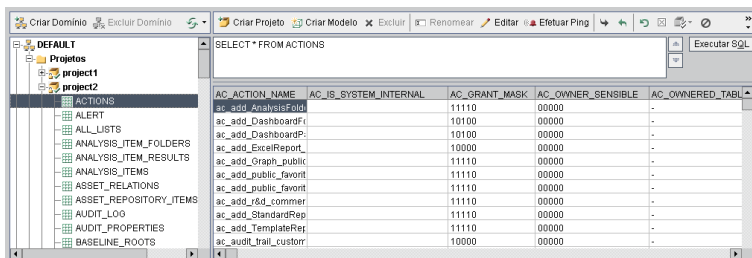 Criar Domínio Excluir Domínio Criar Projeto Criar Modelo Excluir Renomear Editar Efetuar Ping
DEFAULT
Projetos
project1
project2
ACTIONS
ALERT
ALL_LISTS
ANALYSIS_ITEM_FOLDERS
ANALYSIS_ITEM_RESULTS
ANALYSIS_ITEMS
ASSET_RELATIONS
ASSET_REPOSITORY_ITEMS
AUDIT_LOG
AUDIT_PROPERTIES
BASELINE_ROOTS
SELECT * FROM ACTIONS
Executar SQL
AC_ACTION_NAME AC_IS_SYSTEM_INTERNAL AC_GRANT_MASK AC_OWNER_SENSIBLE AC_OWNERED_TABL
ac_add_AnalysisFold 11110 00000 -
ac_add_DashboardF 10100 00000 -
ac_add_DashboardP 10100 00000 -
ac_add_ExcelReport_ 10000 00000 -
ac_add_Graph_public 11110 00000 -
ac_add_public_favorit 11110 00000 -
ac_add_public_favorit 11110 00000 -
ac_add_r&d_commer 11110 00000 -
ac_add_StandardRep 11110 00000 -
ac_add_TemplateRep 11110 00000 -
ac_audit_trail_custom 10000 00000 -